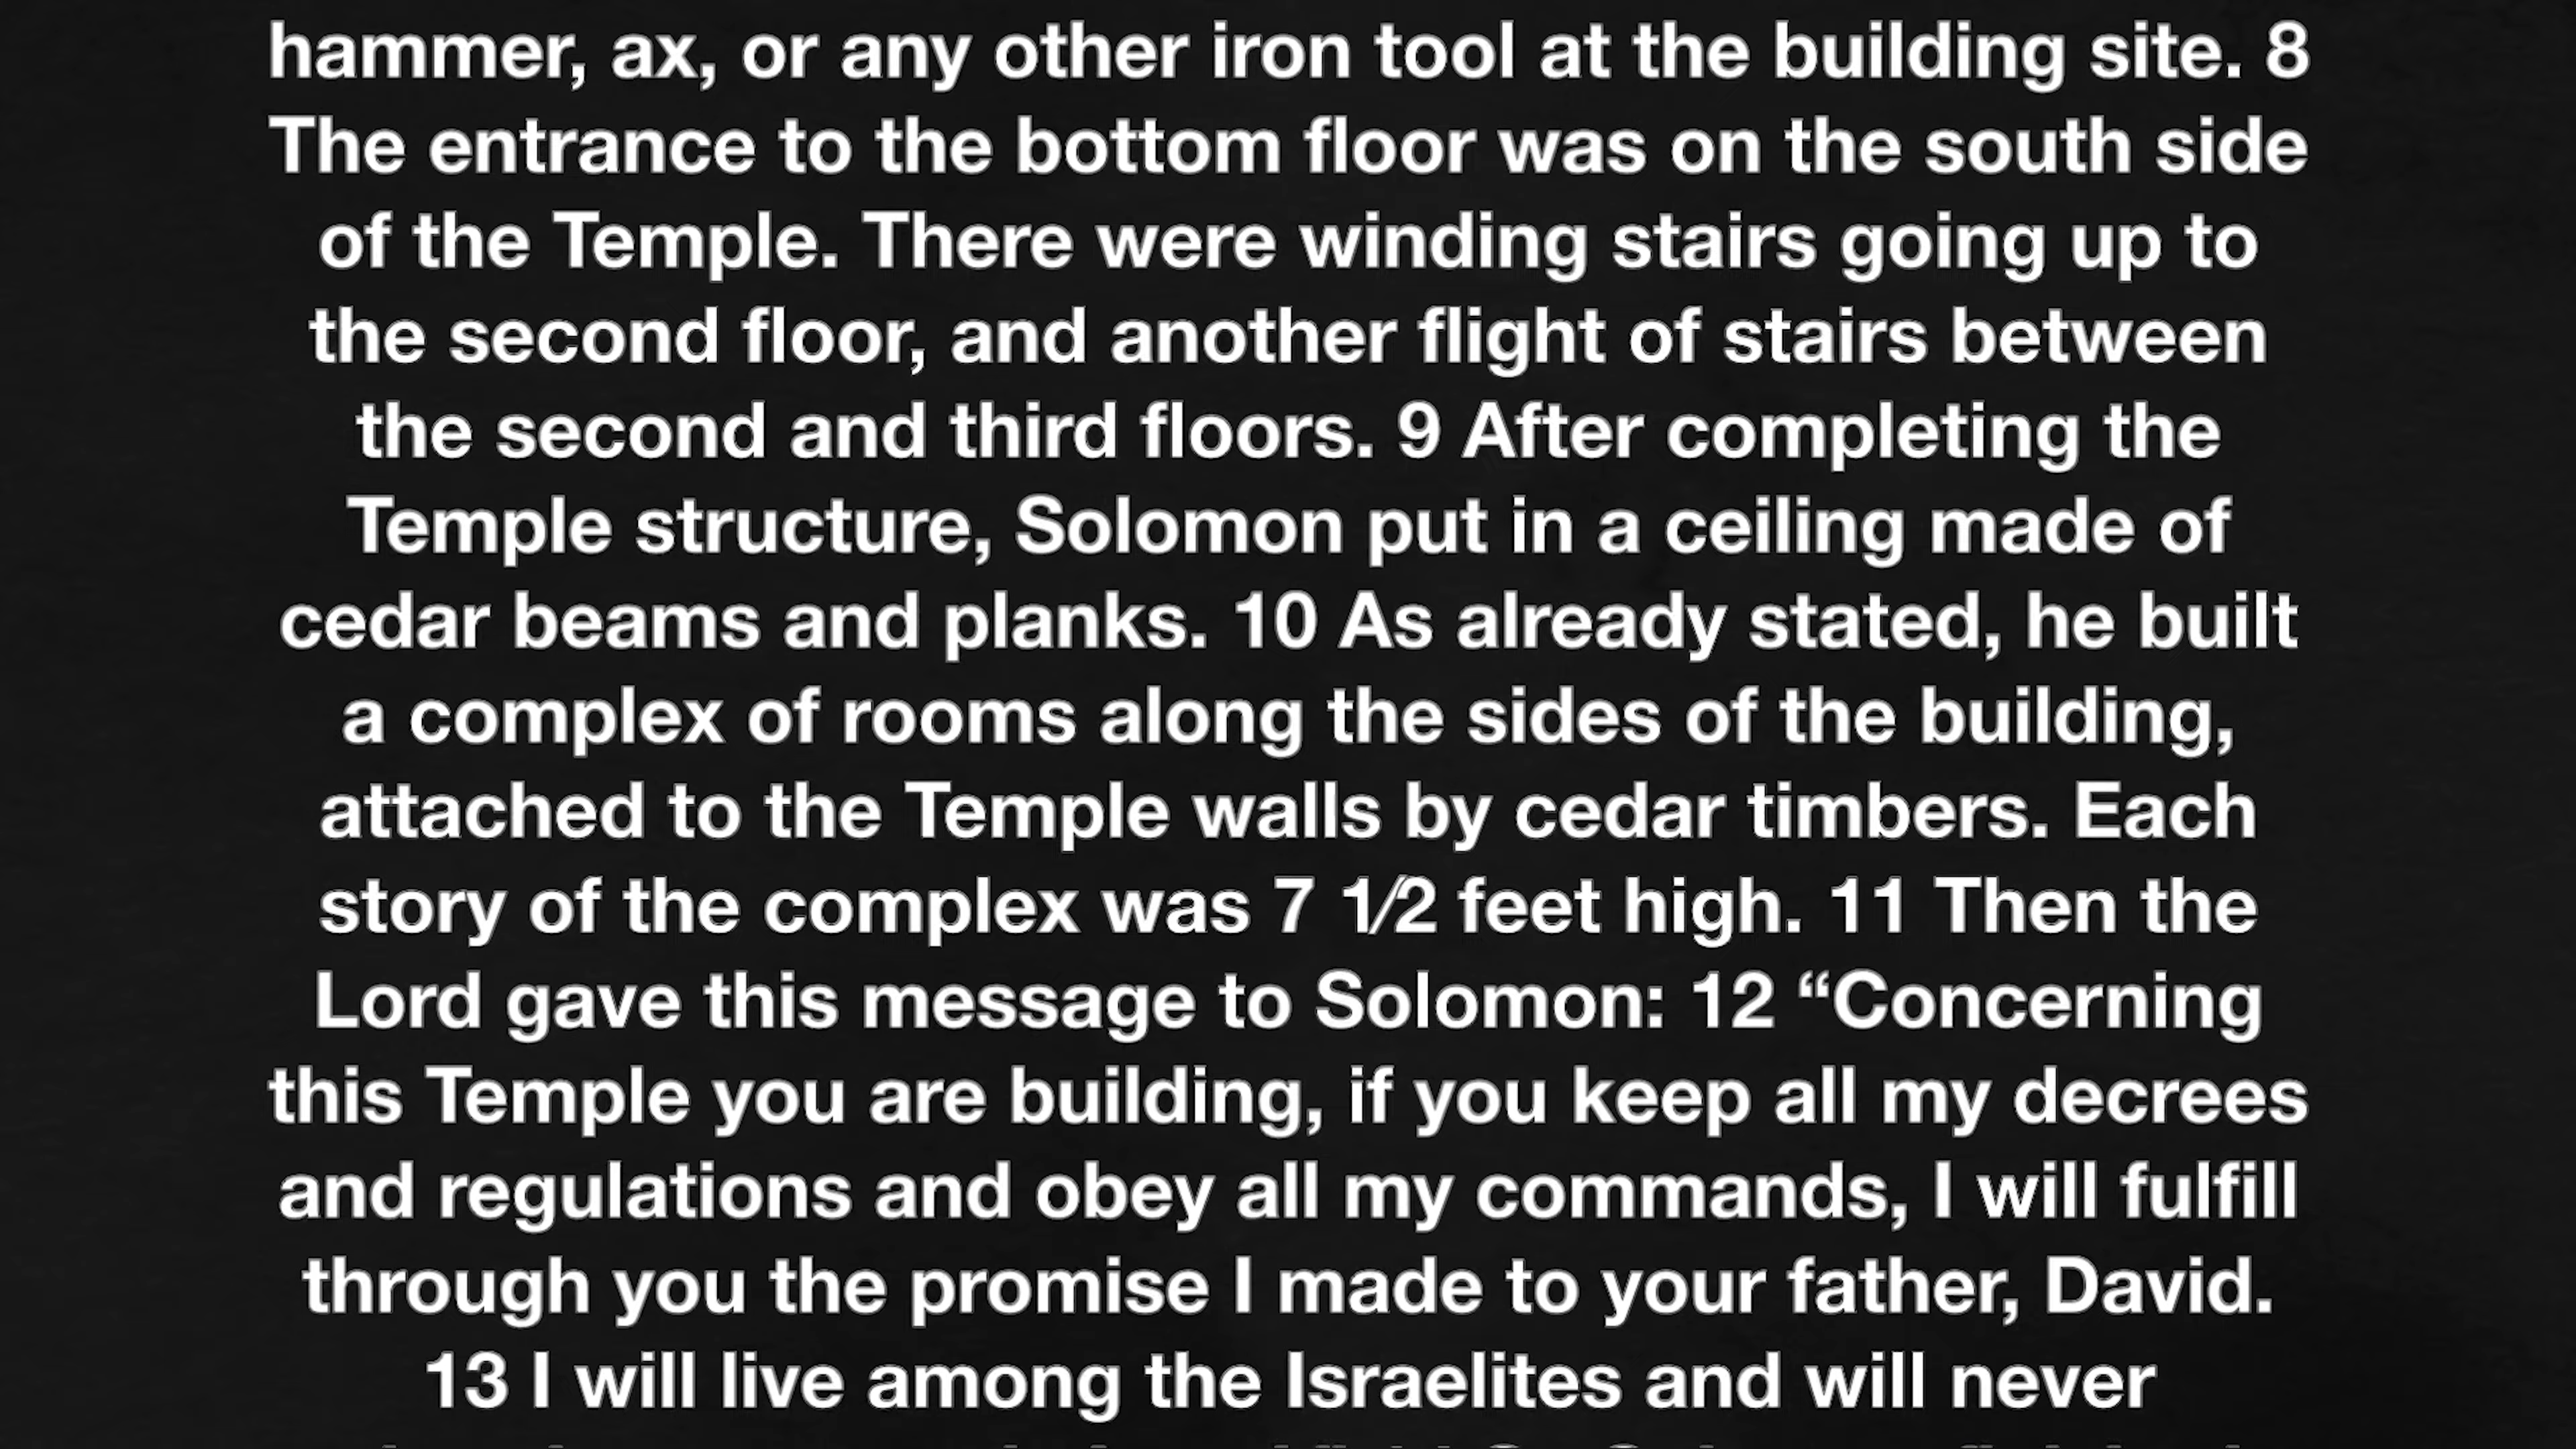 hammer, ax, or any other iron tool at the building site. 8
The entrance to the bottom floor was on the south side
of the Temple. There were winding stairs going up to
the second floor, and another flight of stairs between
the second and third floors. 9 After completing the
Temple structure, Solomon put in a ceiling made of
cedar beams and planks. 10 As already stated, he built
a complex of rooms along the sides of the building,
attached to the Temple walls by cedar timbers. Each
story of the complex was 7 1⁄2 feet high. 11 Then the
Lord gave this message to Solomon: 12 “Concerning
this Temple you are building, if you keep all my decrees
and regulations and obey all my commands, I will fulfill
through you the promise I made to your father, David.
13 I will live among the Israelites and will never